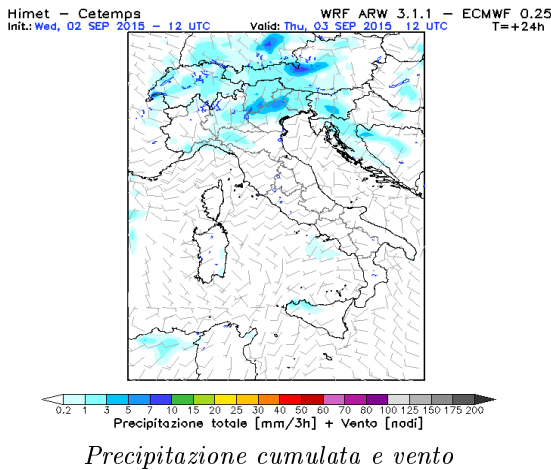 Himet – Cetemps WRF ARW 3.1.1 – ECMWF 0.25
Init.: Wed, 02 SEP 2015 – 12 UTC Valid: Thu, 03 SEP 2015 12 UTC T=+24h
0.2 1 3 5 7 10 15 20 25 30 40 50 60 70 80 100 125 150 175 200
Precipitazione totale [mm/3h] + Vento [nodi]
Precipitazione cumulata e vento